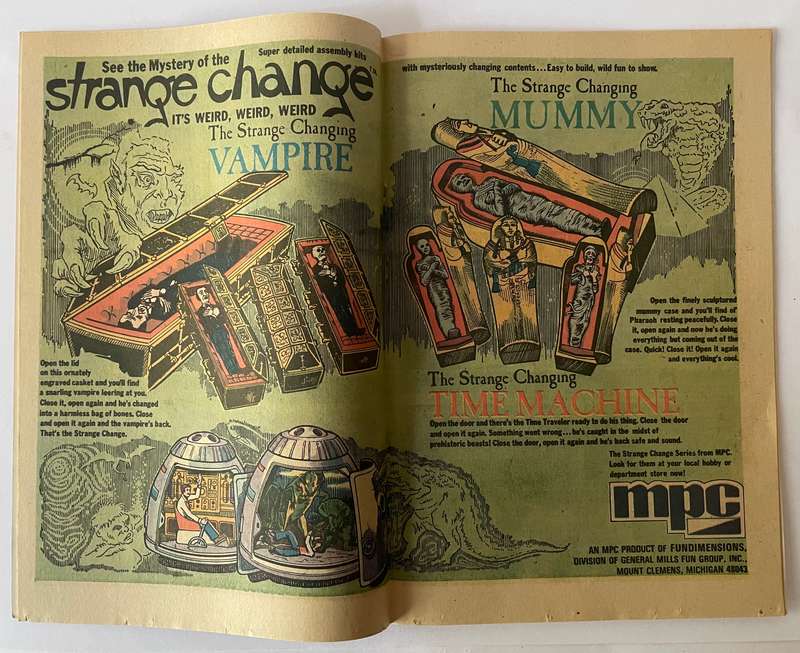 See the Mystery of the
Super detailed assembly kits
strange change
with mysteriously changing contents...Easy to build, wild fun to show.
IT'S WEIRD, WEIRD, WEIRD
The Strange Changing
VAMPIRE
The Strange Changing
MUMMY
Open the lid
on this ornately
engraved casket and you'll find
a snarling vampire leering at you.
Close it, open again and he's changed
into a harmless bag of bones. Close
and open it again and the vampire's back.
That's the Strange Change.
Open the finely sculptured
mummy case and you'll find ol'
Pharaoh resting peacefully. Close
it, open again and now he's doing
everything but coming out of the
case. Quick! Close it! Open it again
and everything's cool.
The Strange Changing
TIME MACHINE
Open the door and there's the Time Traveler ready to do his thing. Close the door
and open it again. Something went wrong...he's caught in the midst of
prehistoric beasts! Close the door, open it again and he's back safe and sound.
The Strange Change Series from MPC.
Look for them at your local hobby or
department store now!
mpc
AN MPC PRODUCT OF FUNDIMENSIONS,
DIVISION OF GENERAL MILLS FUN GROUP, INC.,
MOUNT CLEMENS, MICHIGAN 48043